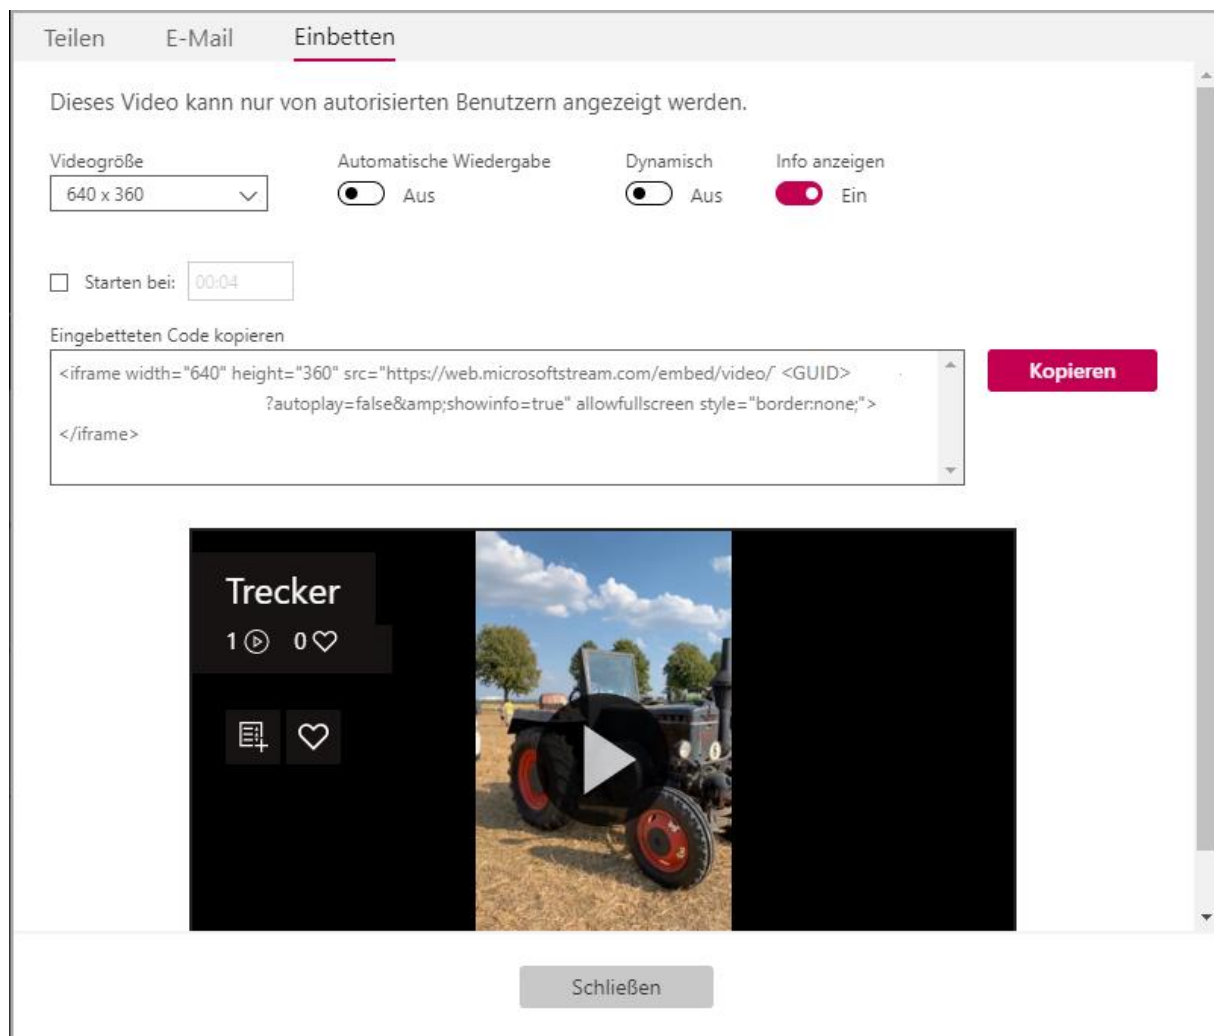 Teilen E-Mail Einbetten
Dieses Video kann nur von autorisierten Benutzern angezeigt werden.
Videogröße Automatische Wiedergabe Dynamisch Info anzeigen
640 x 360 Aus Aus Ein
Starten bei: 00:04
Eingebetteten Code kopieren
<iframe width="640" height="360" src="https://web.microsoftstream.com/embed/video/ <GUID>
?autoplay=false&amp;showinfo=true" allowfullscreen style="border:none;">
</iframe>
Kopieren
Trecker
1 0
Schließen